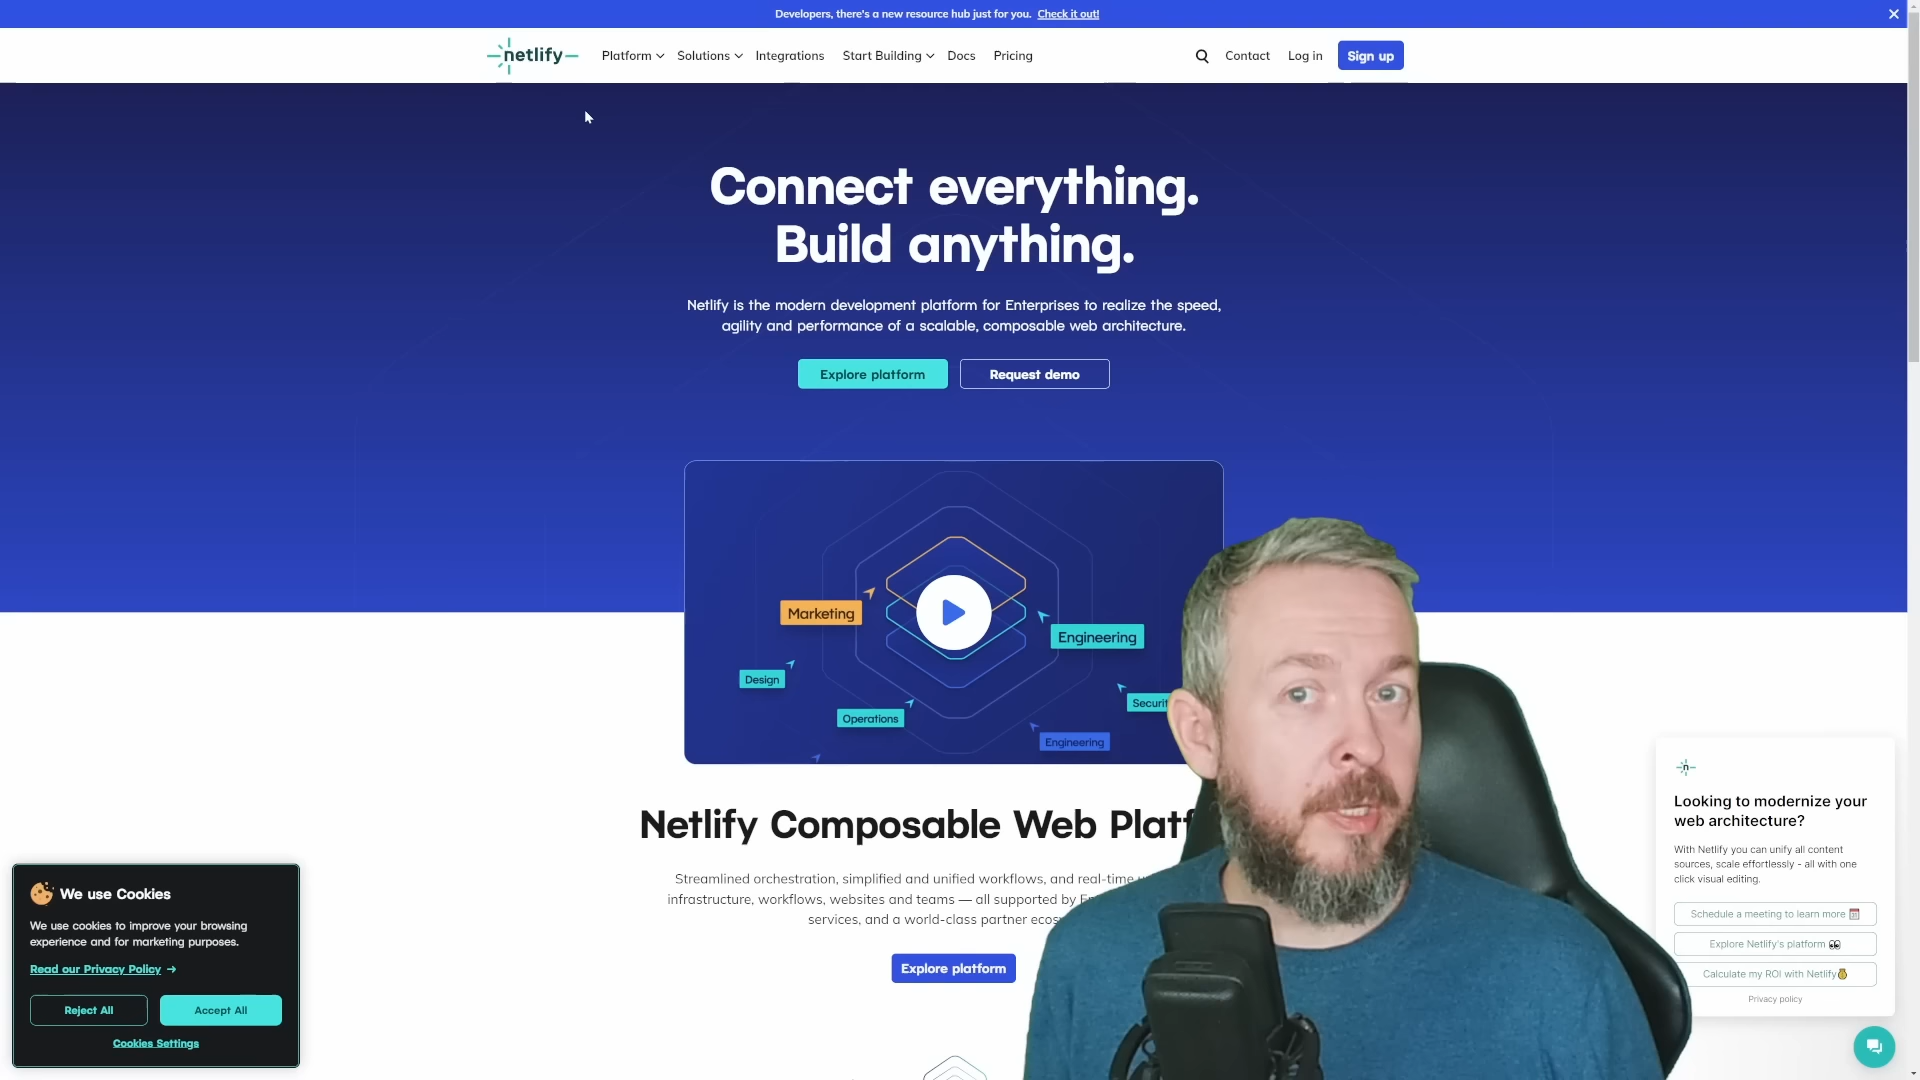 Developers, there's a new resource hub just for you. Check it out!
netlify Platform Solutions Integrations Start Building Docs Pricing Contact Log in Sign up
Connect everything.
Build anything.
Netlify is the modern development platform for Enterprises to realize the speed,
agility and performance of a scalable, composable web architecture.
Explore platform Request demo
Marketing
Engineering
Design
Operations
Engineering
Netlify Composable Web
Streamlined orchestration, simplified and unified workflows, and real-time
infrastructure, workflows, websites and teams — all supported by
services, and a world-class partner
Explore platform
We use Cookies
We use cookies to improve your browsing
experience and for marketing purposes.
Read our Privacy Policy →
Reject All Accept All
Cookies Settings
n
Looking to modernize your
web architecture?
With Netlify you can unify all content
sources, scale effortlessly - all with one
click visual editing.
Schedule a meeting to learn more
Explore Netlify's platform 👀
Calculate my ROI with Netlify💰
Privacy policy